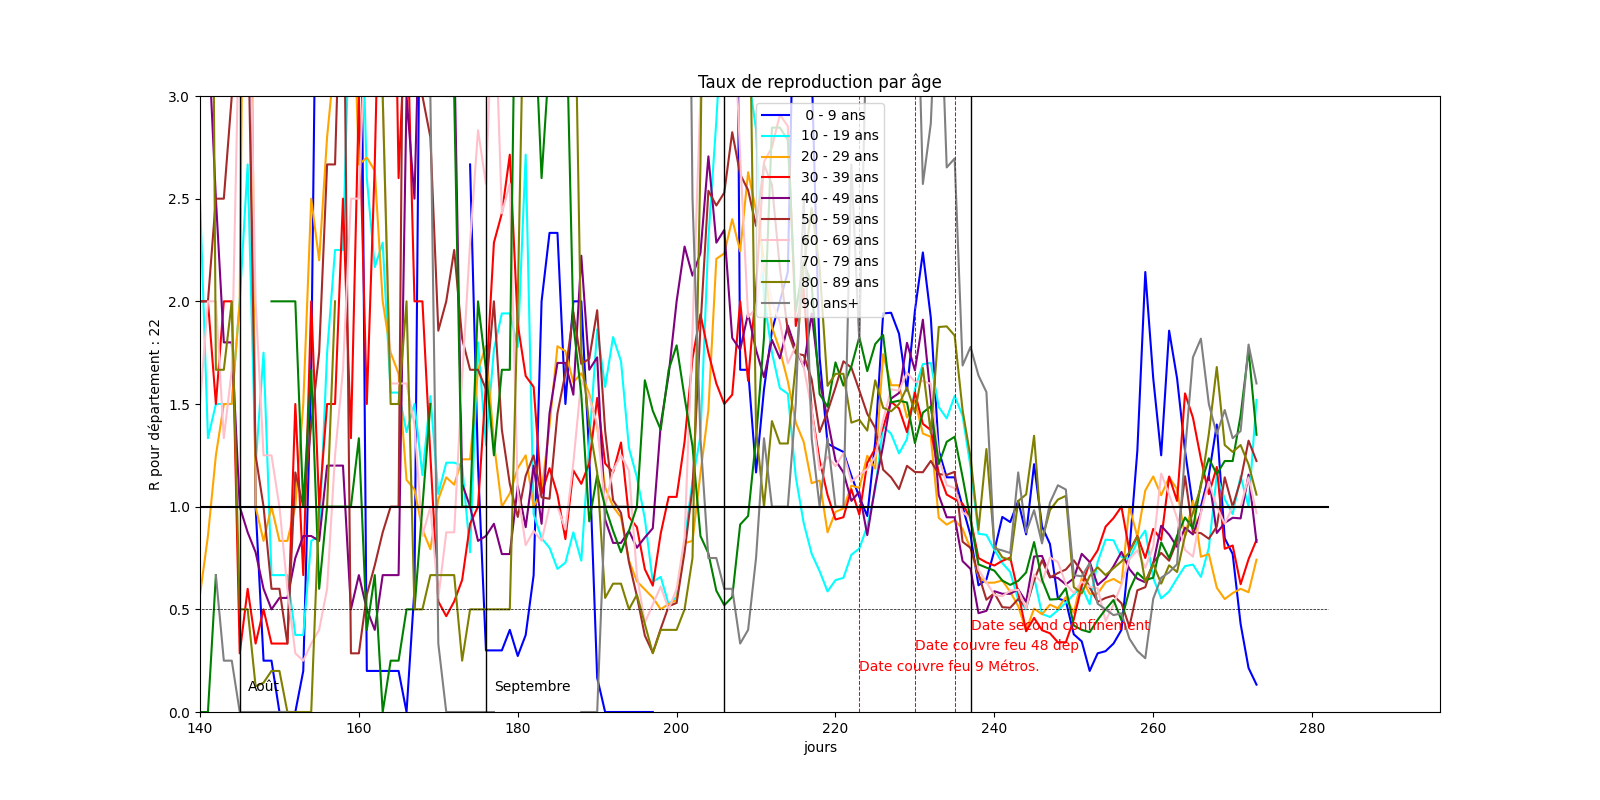 Taux de reproduction par âge
R pour département : 22
3.0
2.5
2.0
1.5
1.0
0.5
0.0
0 - 9 ans
10 - 19 ans
20 - 29 ans
30 - 39 ans
40 - 49 ans
50 - 59 ans
60 - 69 ans
70 - 79 ans
80 - 89 ans
90 ans+
Date second confinement
Date couvre feu 48 dep
Date couvre feu 9 Métros.
Août
Septembre
140 160 180 200 220 240 260 280
jours